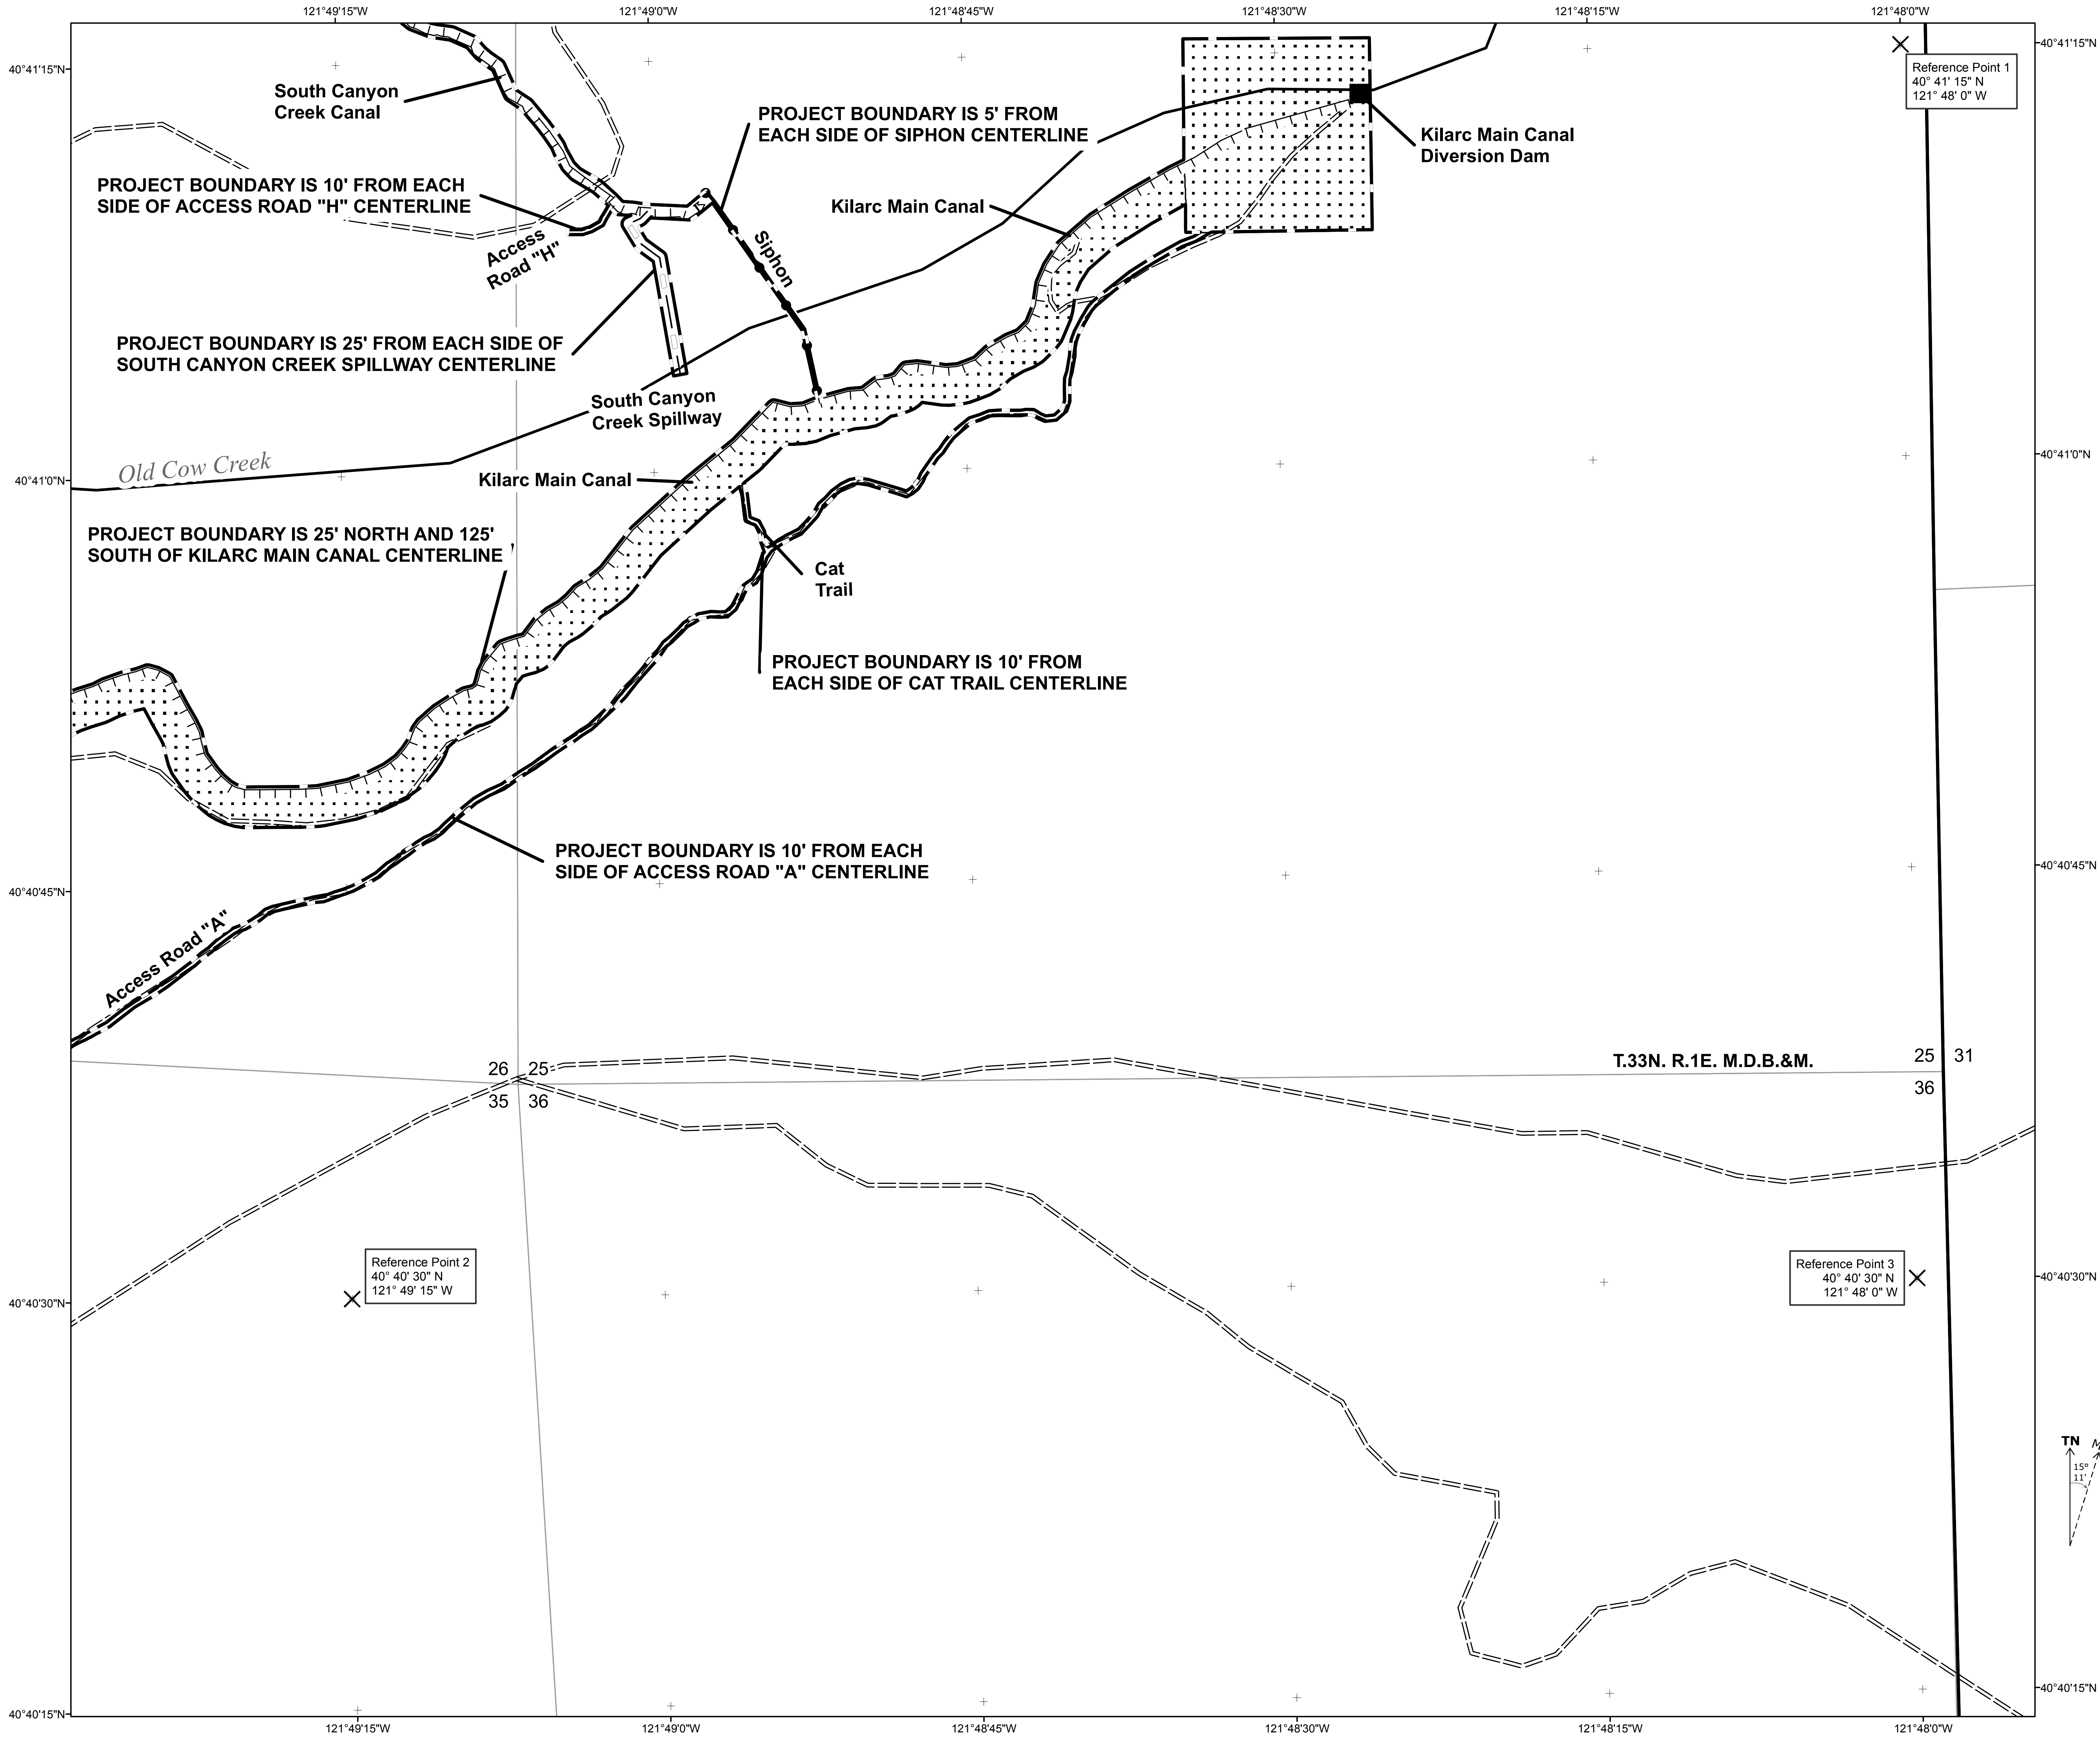 121°49'15"W
121°49'0"W
121°48'45"W
121°48'30"W
121°48'15"W
121°48'0"W
40°41'15"N
40°41'15"N
Reference Point 1
40° 41' 15" N
121° 48' 0" W
South Canyon
Creek Canal
PROJECT BOUNDARY IS 5' FROM
EACH SIDE OF SIPHON CENTERLINE
Kilarc Main Canal
Diversion Dam
PROJECT BOUNDARY IS 10' FROM EACH
SIDE OF ACCESS ROAD "H" CENTERLINE
Kilarc Main Canal
Access
Road "H"
Siphon
PROJECT BOUNDARY IS 25' FROM EACH SIDE OF
SOUTH CANYON CREEK SPILLWAY CENTERLINE
South Canyon
Creek Spillway
Old Cow Creek
Kilarc Main Canal
40°41'0"N
40°41'0"N
PROJECT BOUNDARY IS 25' NORTH AND 125'
SOUTH OF KILARC MAIN CANAL CENTERLINE
Cat
Trail
PROJECT BOUNDARY IS 10' FROM
EACH SIDE OF CAT TRAIL CENTERLINE
PROJECT BOUNDARY IS 10' FROM EACH
SIDE OF ACCESS ROAD "A" CENTERLINE
40°40'45"N
40°40'45"N
Access Road "A"
T.33N. R.1E. M.D.B.&M.
26 25
35 36
25 31
36
Reference Point 2
40° 40' 30" N
121° 49' 15" W
Reference Point 3
40° 40' 30" N
121° 48' 0" W
40°40'30"N
40°40'30"N
TN
15°
11'
40°40'15"N
40°40'15"N
121°49'15"W
121°49'0"W
121°48'45"W
121°48'30"W
121°48'15"W
121°48'0"W